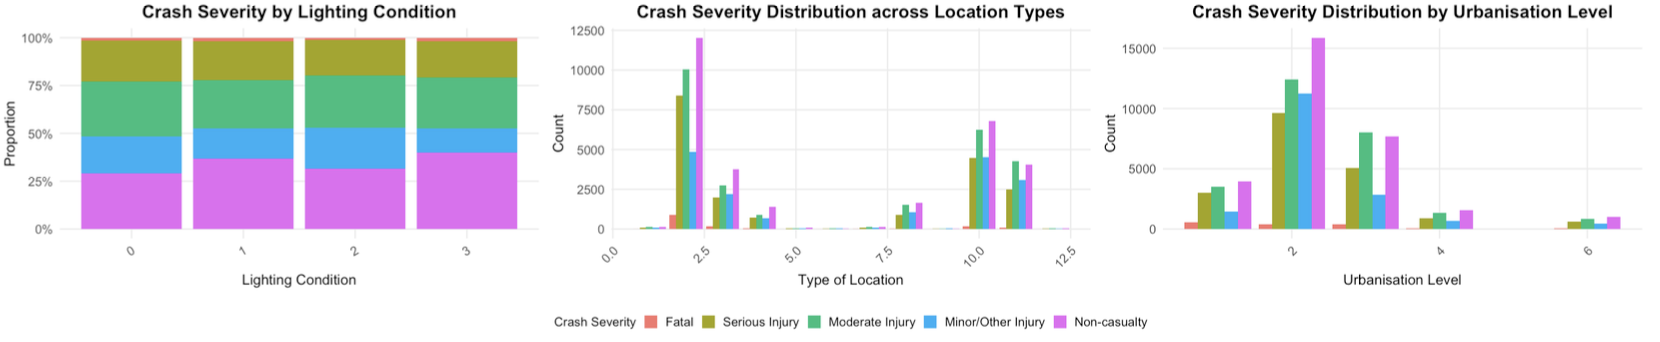 Crash Severity by Lighting Condition
100%
75%
50%
25%
0%
Proportion
0
1
2
3
Lighting Condition
Crash Severity Distribution across Location Types
12500
10000
7500
5000
2500
0
Count
0.0
2.5
5.0
7.5
10.0
12.5
Type of Location
Crash Severity Distribution by Urbanisation Level
15000
10000
5000
0
Count
2
4
6
Urbanisation Level
Crash Severity Fatal Serious Injury Moderate Injury Minor/Other Injury Non-casualty